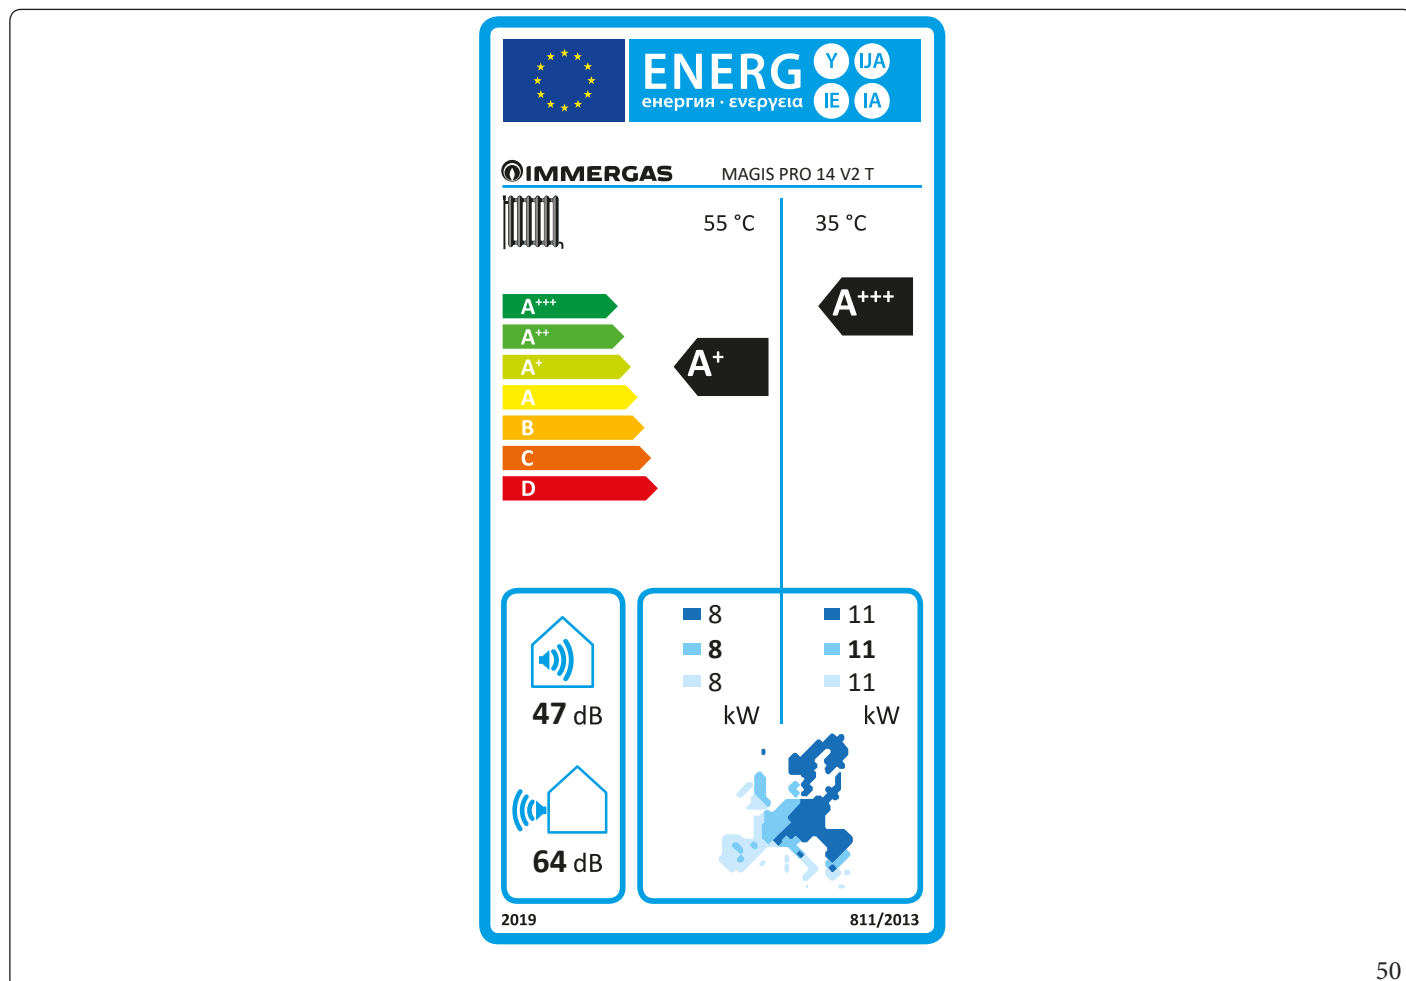 ENERG
енергия · ενεργεια
Y IJA
IE IA
IMMERGAS MAGIS PRO 14 V2 T
55 °C 35 °C
A+++
A++
A+
A
B
C
D
A+
A+++
8 11
8 11
8 11
kW kW
47 dB
64 dB
2019 811/2013
50